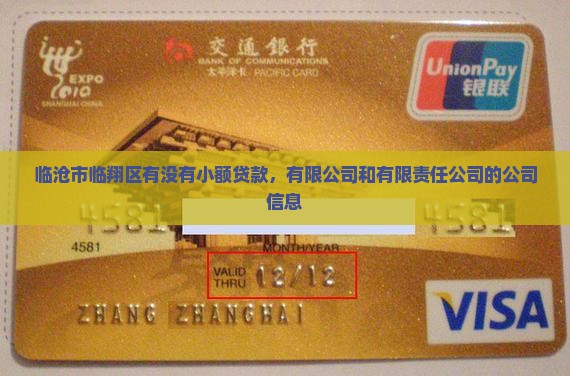 EXPO
2010
SHANGHAI CHINA
交通銀行
BANK OF COMMUNICATIONS
太平洋卡 PACIFIC CARD
UnionPay
银联
临沧市临翔区有没有小额贷款，有限公司和有限责任公司的公司
信息
4581
4581
MONTH/YEAR
VALID
THRU
12/12
ZHANG ZHANGHAI
VISA